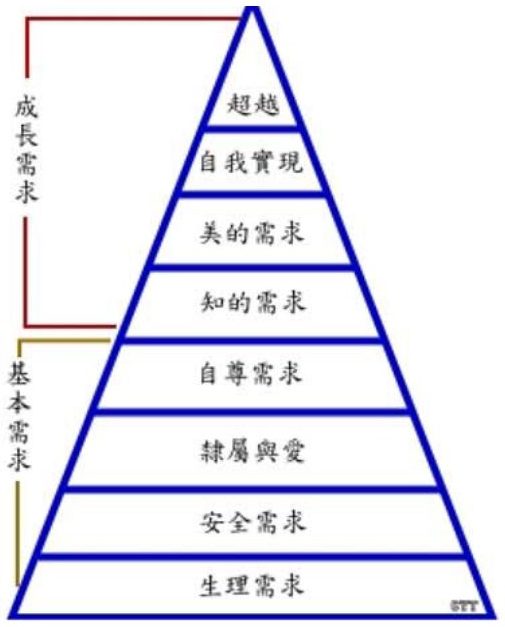 超越
自我實現
美的需求
知的需求
自尊需求
隸屬與愛
安全需求
生理需求
成長需求
基本需求